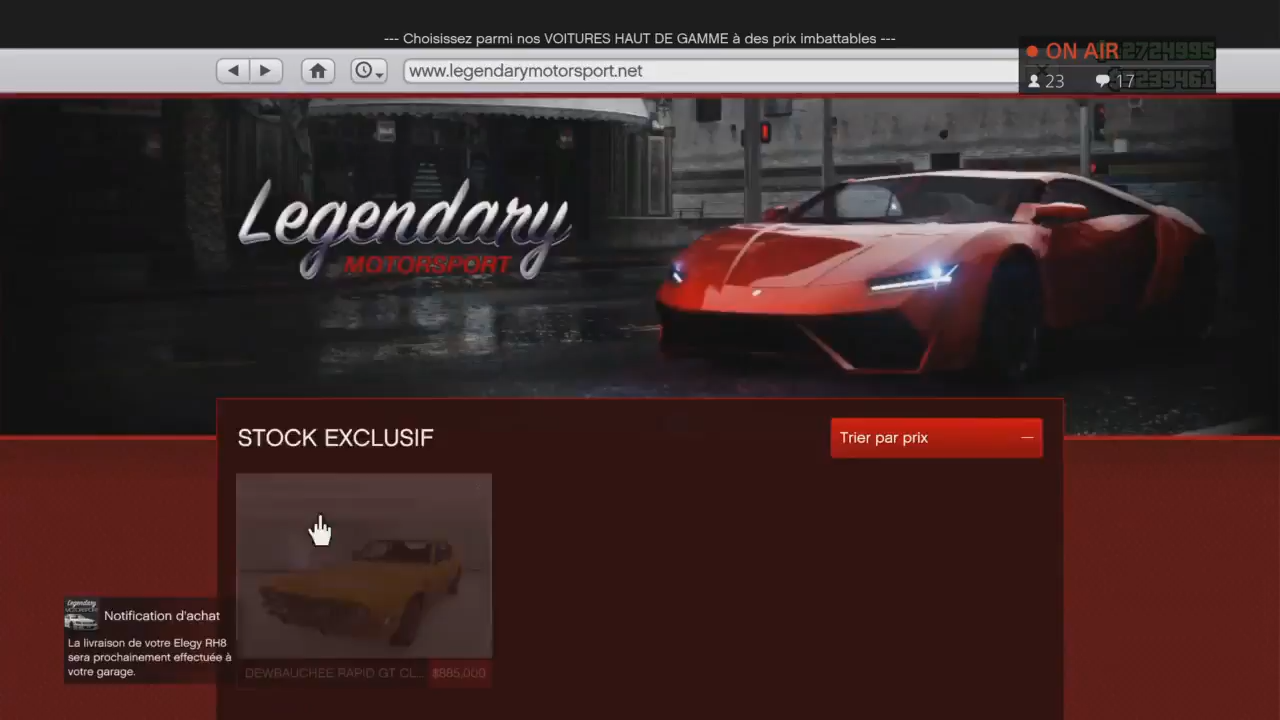 --- Choisissez parmi nos VOITURES HAUT DE GAMME à des prix imbattables ---
www.legendarymotorsport.net
ON AIR
23
17
Legendary
MOTORSPORT
STOCK EXCLUSIF
Trier par prix
Notification d'achat
La livraison de votre Elegy RH8
sera prochainement effectuée à
votre garage.
DEWBAUCHEE RAPID GT CL...
$885,000